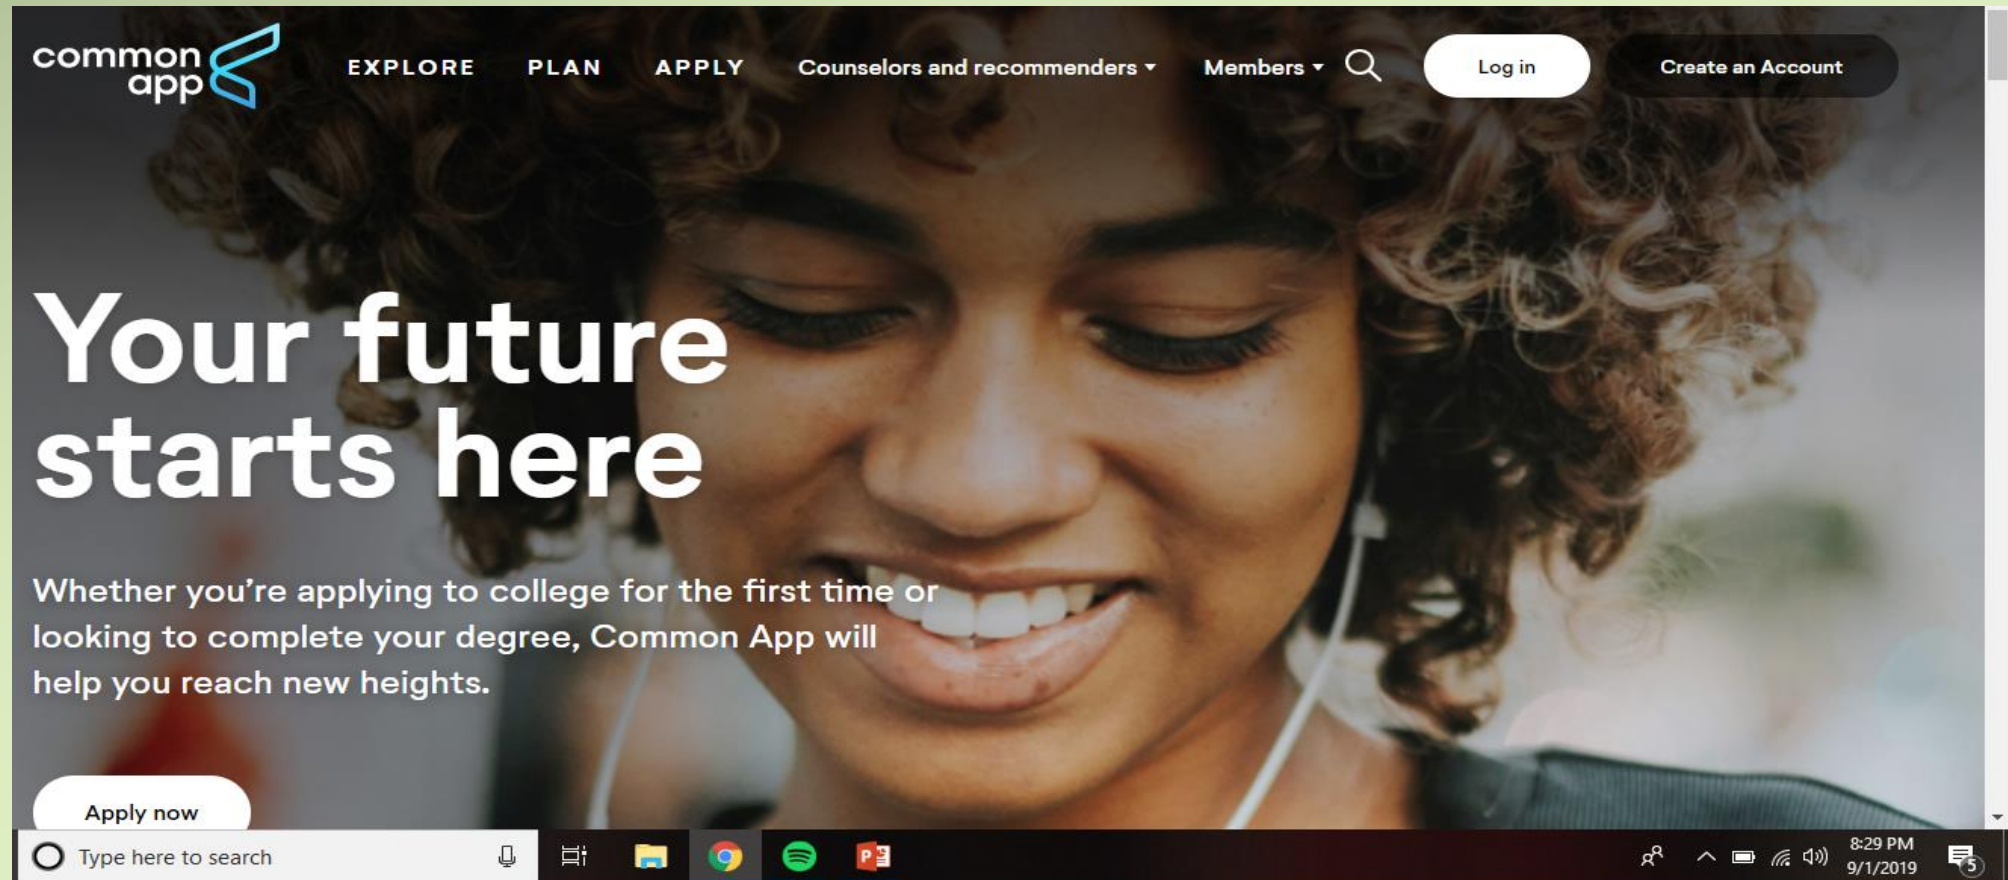 common
app
EXPLORE PLAN APPLY Counselors and recommenders Members Log in Create an Account
Your future
starts here
Whether you're applying to college for the first time or
looking to complete your degree, Common App will
help you reach new heights.
Apply now
Type here to search
8:29 PM
9/1/2019
5